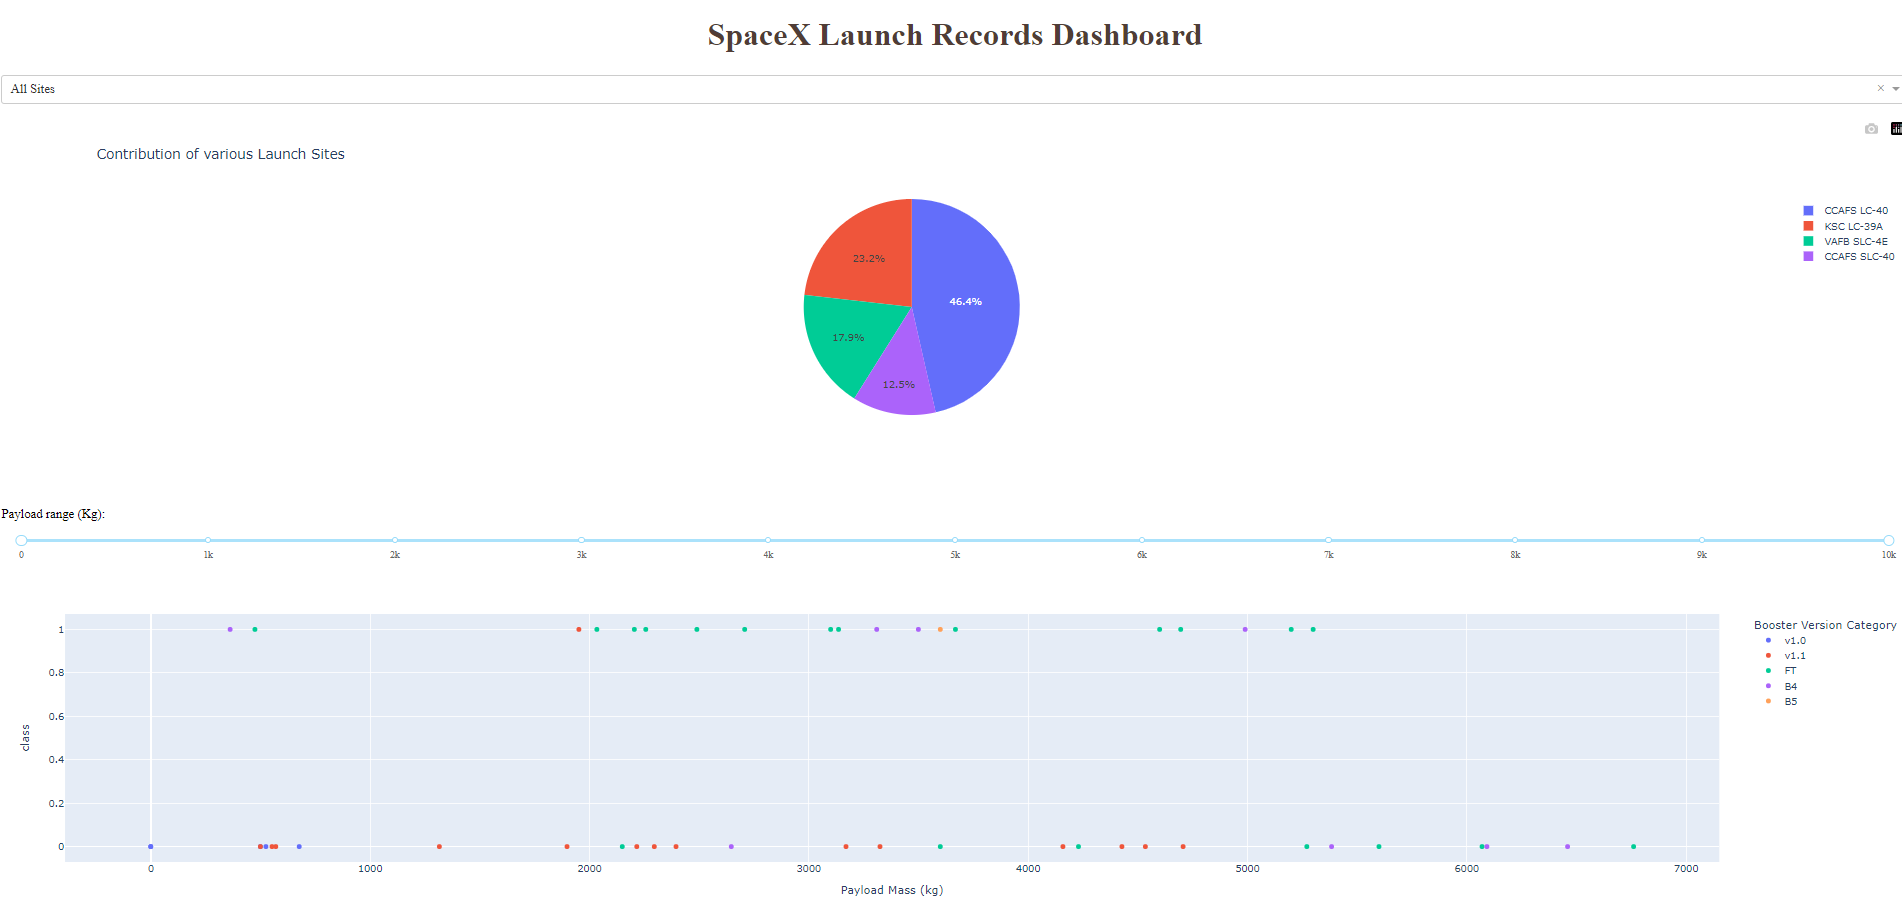 SpaceX Launch Records Dashboard
All Sites
Contribution of various Launch Sites
CCAFS LC-40
KSC LC-39A
VAFB SLC-4E
CCAFS SLC-40
23.2%
46.4%
17.9%
12.5%
Payload range (Kg):
0 1k 2k 3k 4k 5k 6k 7k 8k 9k 10k
Booster Version Category
v1.0
v1.1
FT
B4
B5
class
1
0.8
0.6
0.4
0.2
0
0 1000 2000 3000 4000 5000 6000 7000
Payload Mass (kg)